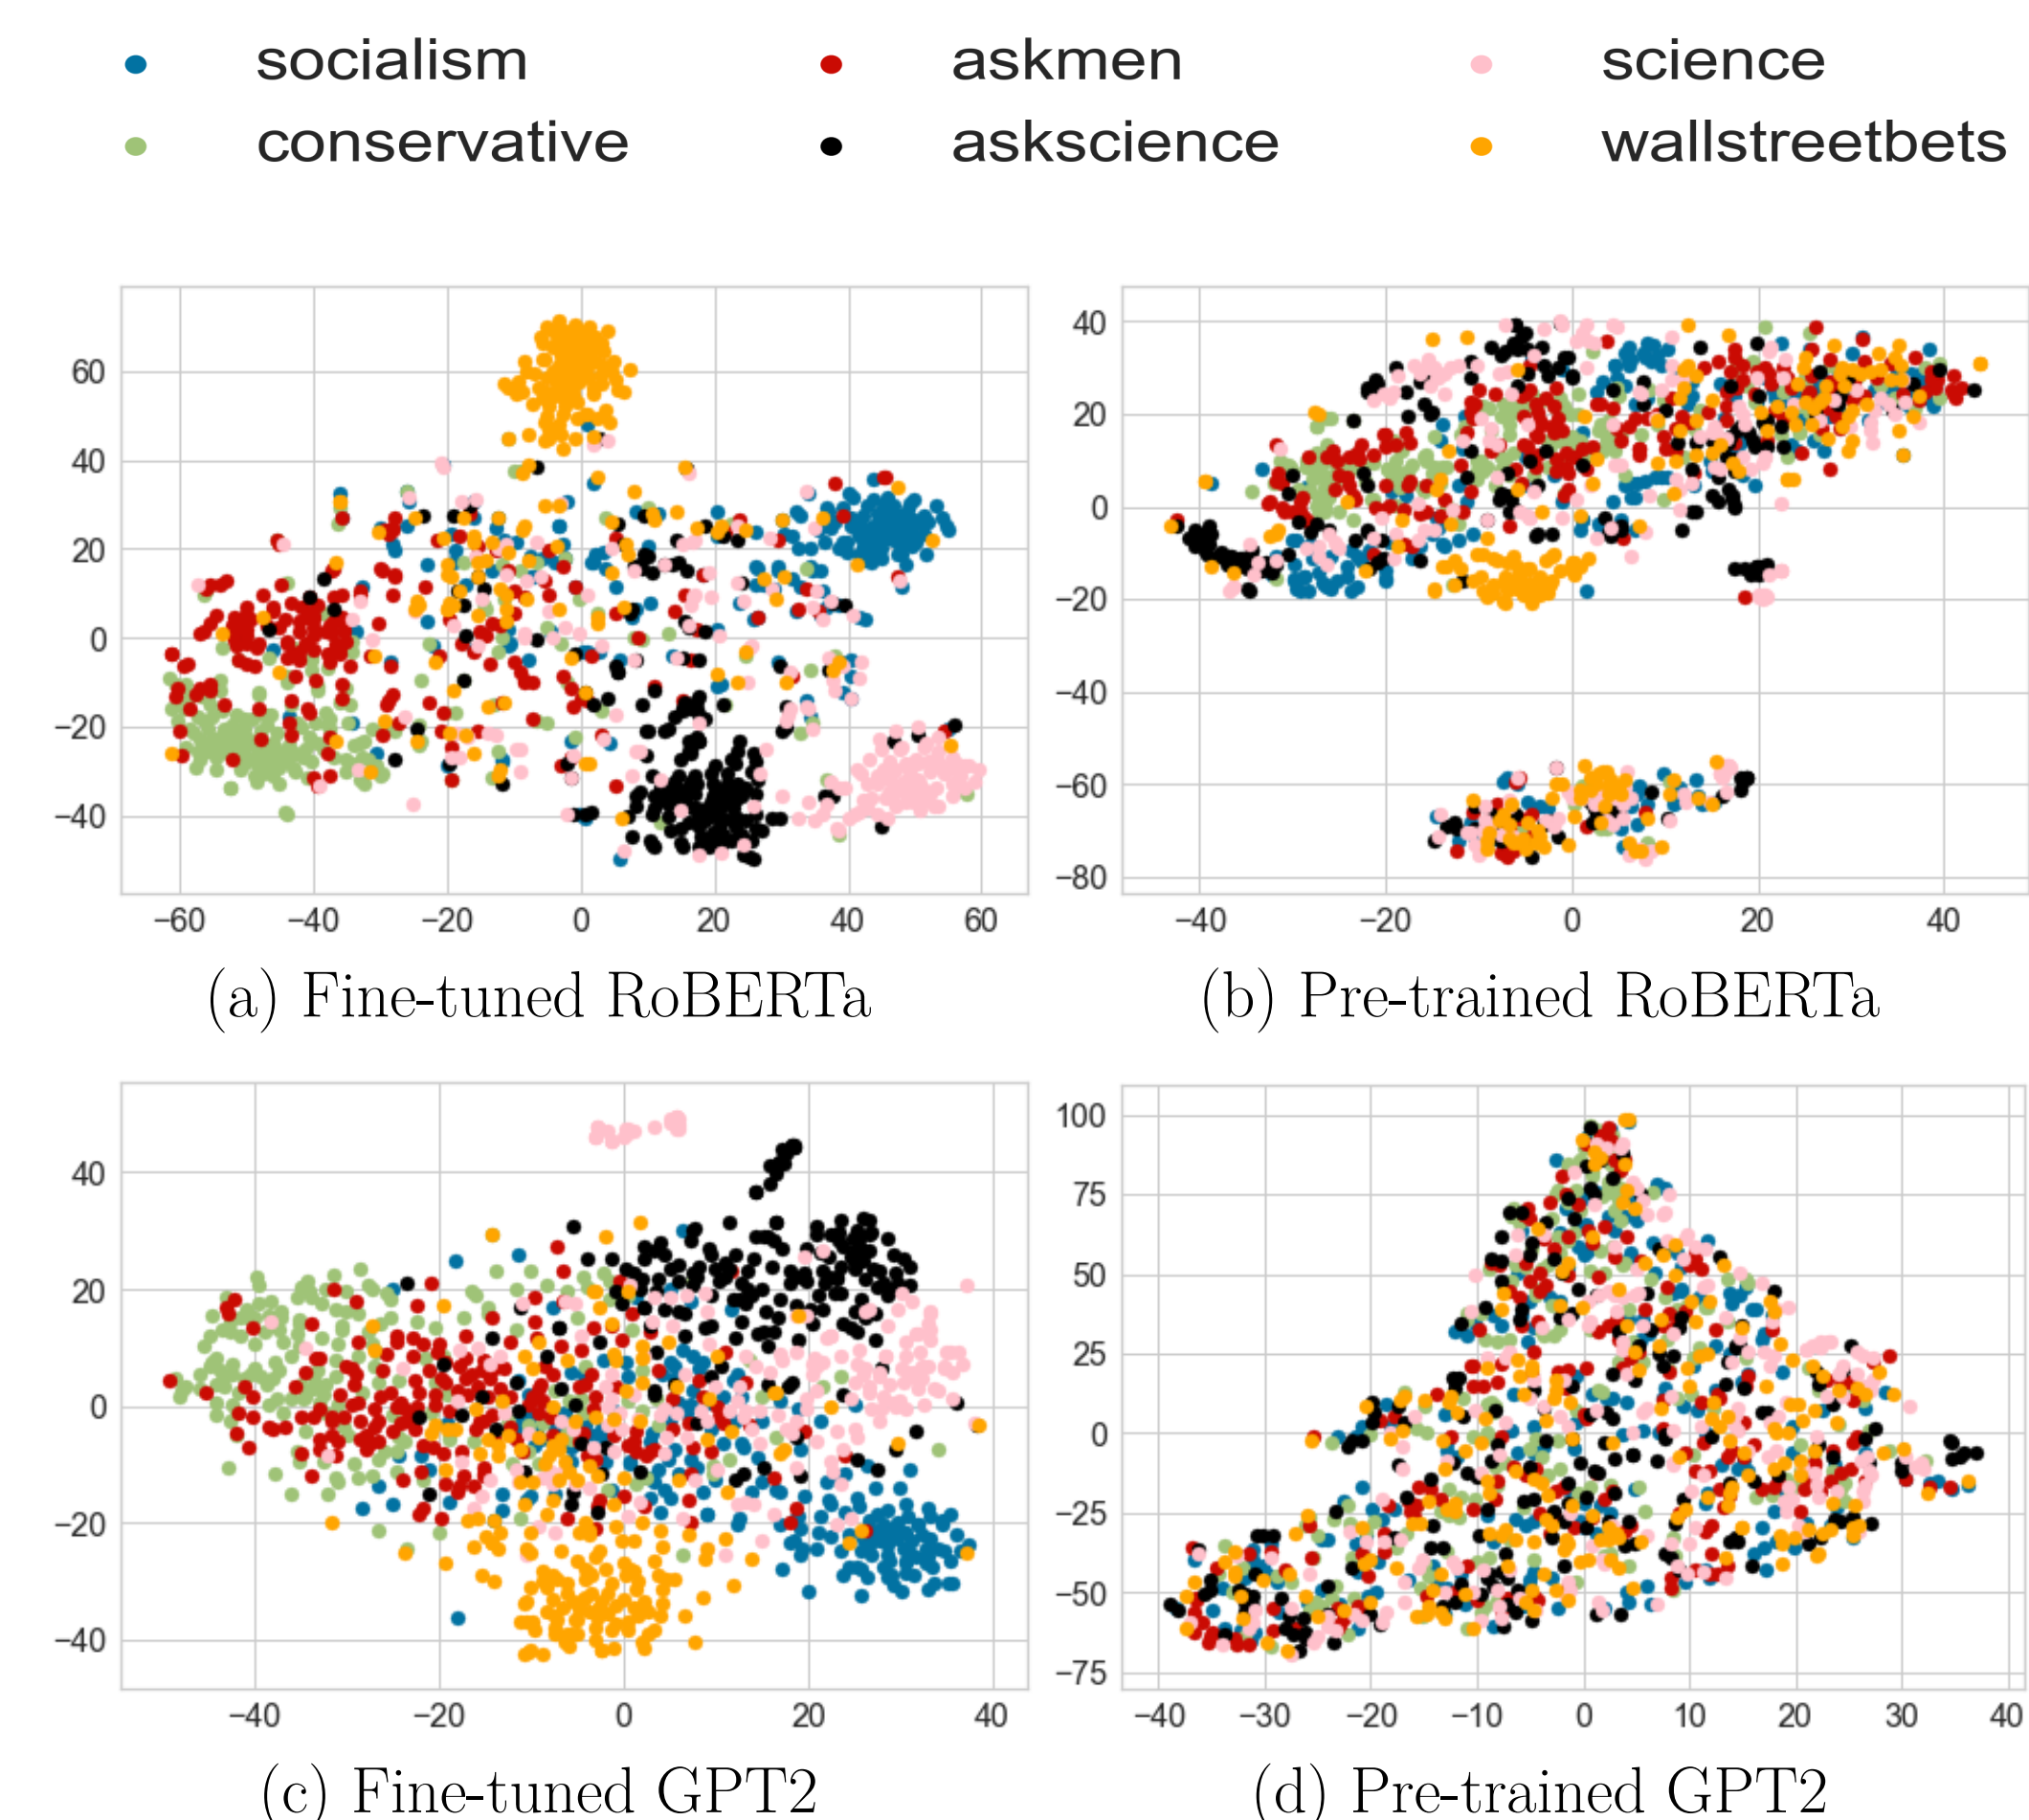 socialism askmen science
conservative askscience wallstreetbets
60
40
20
0
−20
−40
−60 −40 −20 0 20 40 60
(a) Fine-tuned RoBERTa
40
20
0
−20
−40
−60
−80
−40 −20 0 20 40
(b) Pre-trained RoBERTa
40
20
0
−20
−40
−40 −20 0 20 40
(c) Fine-tuned GPT2
100
75
50
25
0
−25
−50
−75
−40 −30 −20 −10 0 10 20 30 40
(d) Pre-trained GPT2